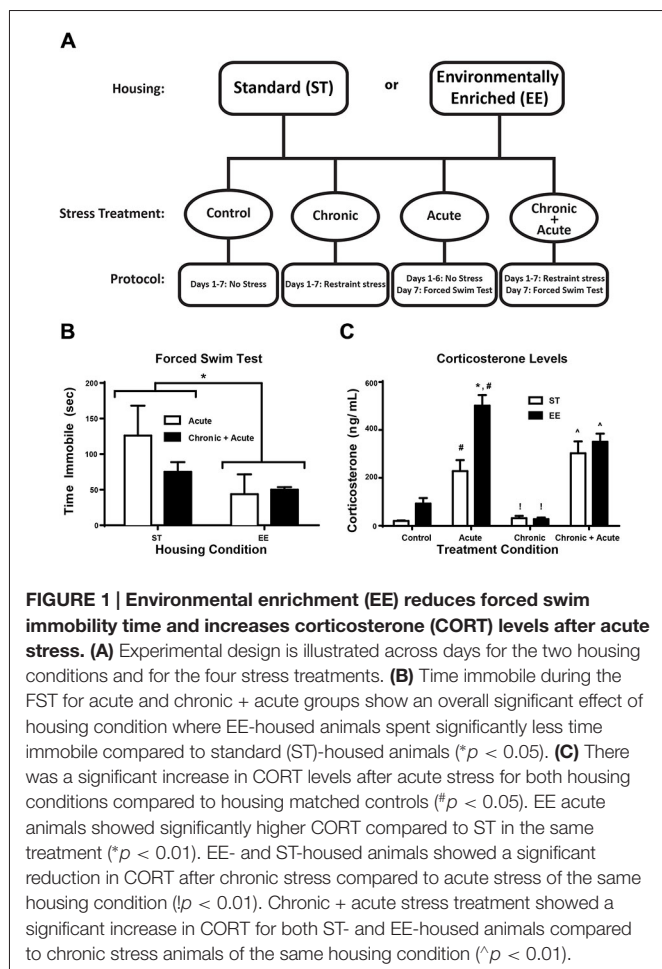 A
Housing:
Standard (ST)
or
Environmentally
Enriched (EE)
Stress Treatment:
Control
Chronic
Acute
Chronic
+
Acute
Protocol:
Days 1-7: No Stress
Days 1-7: Restraint stress
Days 1-6: No Stress
Day 7: Forced Swim Test
Days 1-7: Restraint stress
Day 7: Forced Swim Test
B
Forced Swim Test
Time Immobile (sec)
200
150
100
50
0
*
Acute
Chronic + Acute
ST
EE
Housing Condition
C
Corticosterone Levels
Corticosterone (ng/mL)
600
400
200
0
ST
EE
#
*, #
!
!
^
^
Control
Acute
Chronic
Chronic + Acute
Treatment Condition
FIGURE 1 | Environmental enrichment (EE) reduces forced
swim immobility time and increases corticosterone (CORT) levels after acute
stress. (A) Experimental design is illustrated across days for the two housing
conditions and for the four stress treatments. (B) Time immobile during the
FST for acute and chronic + acute groups show an overall significant effect of
housing condition where EE-housed animals spent significantly less time
immobile compared to standard (ST)-housed animals (*p < 0.05). (C) There
was a significant increase in CORT levels after acute stress for both housing
conditions compared to housing matched controls (#p < 0.05). EE acute
animals showed significantly higher CORT compared to ST in the same
treatment (*p < 0.01). EE- and ST-housed animals showed a significant
reduction in CORT after chronic stress compared to acute stress of the same
housing condition (!p < 0.01). Chronic + acute stress treatment showed a
significant increase in CORT for both ST- and EE-housed animals compared
to chronic stress animals of the same housing condition (^p < 0.01).